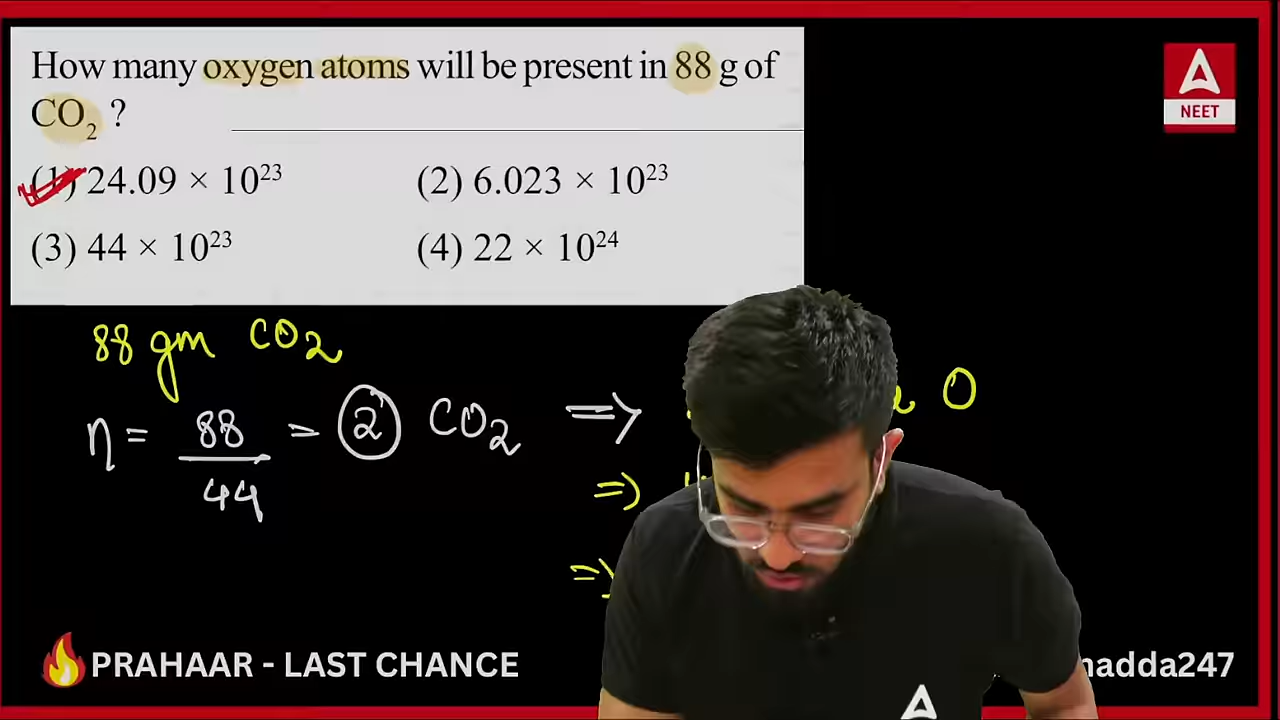 How many oxygen atoms will be present in 88 g of
CO₂ ?
(1) 24.09 × 10²³ (2) 6.023 × 10²³
(3) 44 × 10²³ (4) 22 × 10²⁴
NEET
88 gm CO₂
η = 88/44 = 2 CO₂ ⇒ O
⇒
⇒
PRAHAAR - LAST CHANCE
adda247